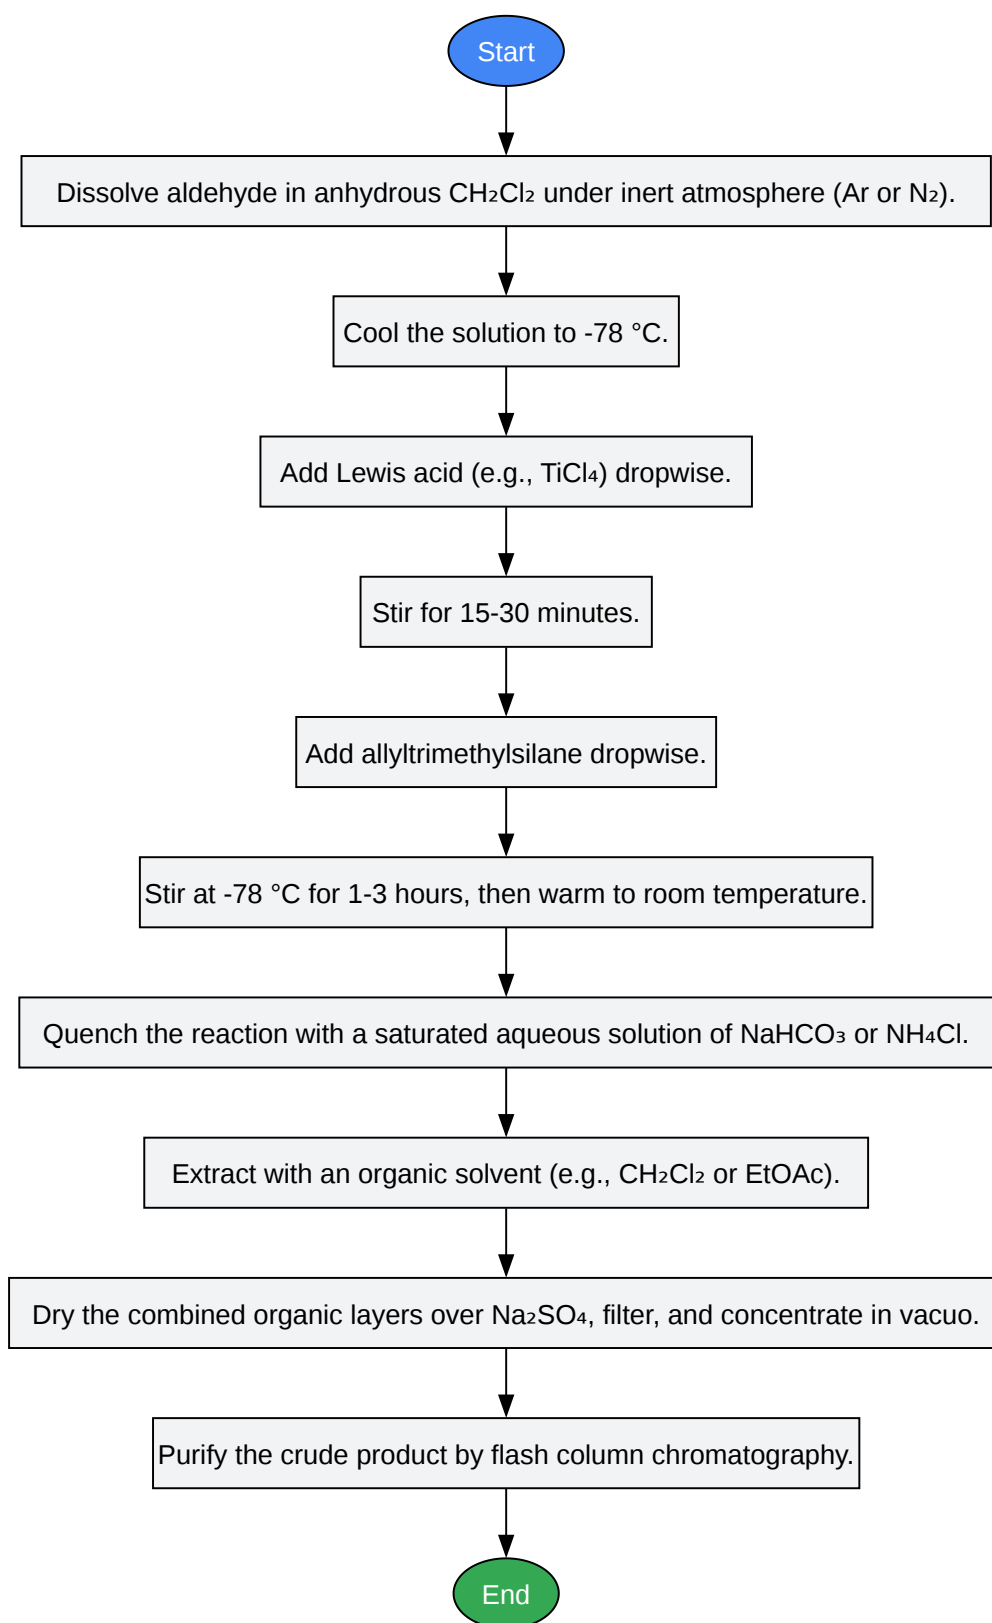 Start
Dissolve aldehyde in anhydrous CH₂Cl₂ under inert atmosphere (Ar or N₂).
Cool the solution to -78 °C.
Add Lewis acid (e.g., TiCl₄) dropwise.
Stir for 15-30 minutes.
Add allyltrimethylsilane dropwise.
Stir at -78 °C for 1-3 hours, then warm to room temperature.
Quench the reaction with a saturated aqueous solution of NaHCO₃ or NH₄Cl.
Extract with an organic solvent (e.g., CH₂Cl₂ or EtOAc).
Dry the combined organic layers over Na₂SO₄, filter, and concentrate in vacuo.
Purify the crude product by flash column chromatography.
End